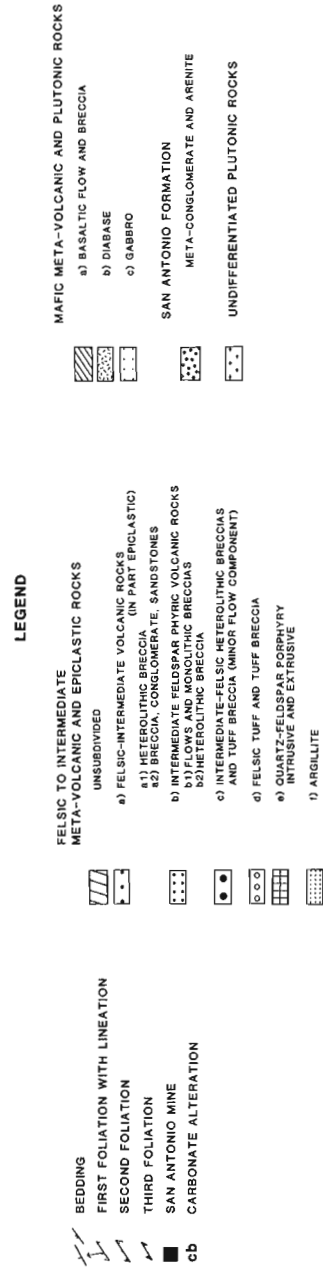 LEGEND
BEDDING
FIRST FOLIATION WITH LINEATION
SECOND FOLIATION
THIRD FOLIATION
SAN ANTONIO MINE
cb CARBONATE ALTERATION
FELSIC TO INTERMEDIATE
META-VOLCANIC AND EPICLASTIC ROCKS
UNSUBDIVIDED
a) FELSIC-INTERMEDIATE VOLCANIC ROCKS
(IN PART EPICLASTIC)
a1) HETEROLITHIC BRECCIA
a2) BRECCIA, CONGLOMERATE, SANDSTONES
b) INTERMEDIATE FELDSPAR PHYRIC VOLCANIC ROCKS
b1) FLOWS AND MONOLITHIC BRECCIAS
b2)HETEROLITHIC BRECCIA
c) INTERMEDIATE-FELSIC HETEROLITHIC BRECCIAS
AND TUFF BRECCIA (MINOR FLOW COMPONENT)
d) FELSIC TUFF AND TUFF BRECCIA
e) QUARTZ-FELDSPAR PORPHYRY
INTRUSIVE AND EXTRUSIVE
f) ARGILLITE
MAFIC META-VOLCANIC AND PLUTONIC ROCKS
a) BASALTIC FLOW AND BRECCIA
b) DIABASE
c) GABBRO
SAN ANTONIO FORMATION
META-CONGLOMERATE AND ARENITE
UNDIFFERENTIATED PLUTONIC ROCKS